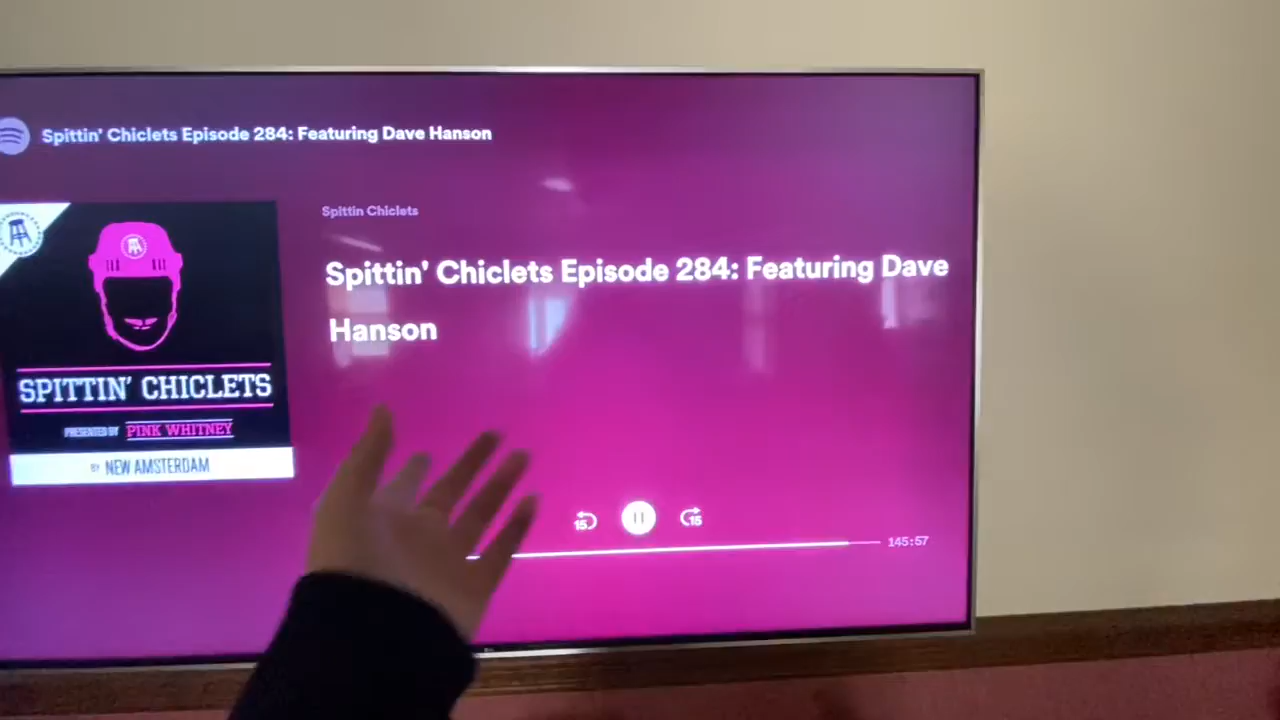 Spittin' Chiclets Episode 284: Featuring Dave Hanson
Spittin Chiclets
Spittin' Chiclets Episode 284: Featuring Dave
Hanson
SPITTIN' CHICLETS
PRESENTED BY PINK WHITNEY
BY NEW AMSTERDAM
15 15
145:57